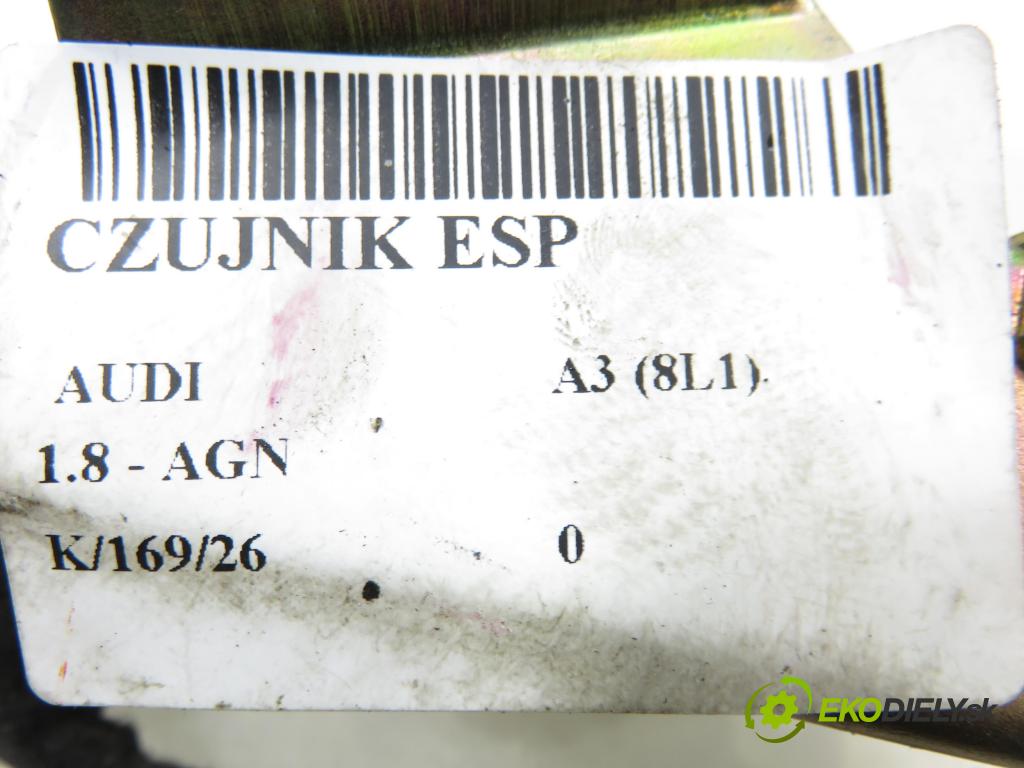 CZUJNIK ESP
AUDI A3 (8L1)
1.8 - AGN
K/169/26 0
EKODIELY.sk